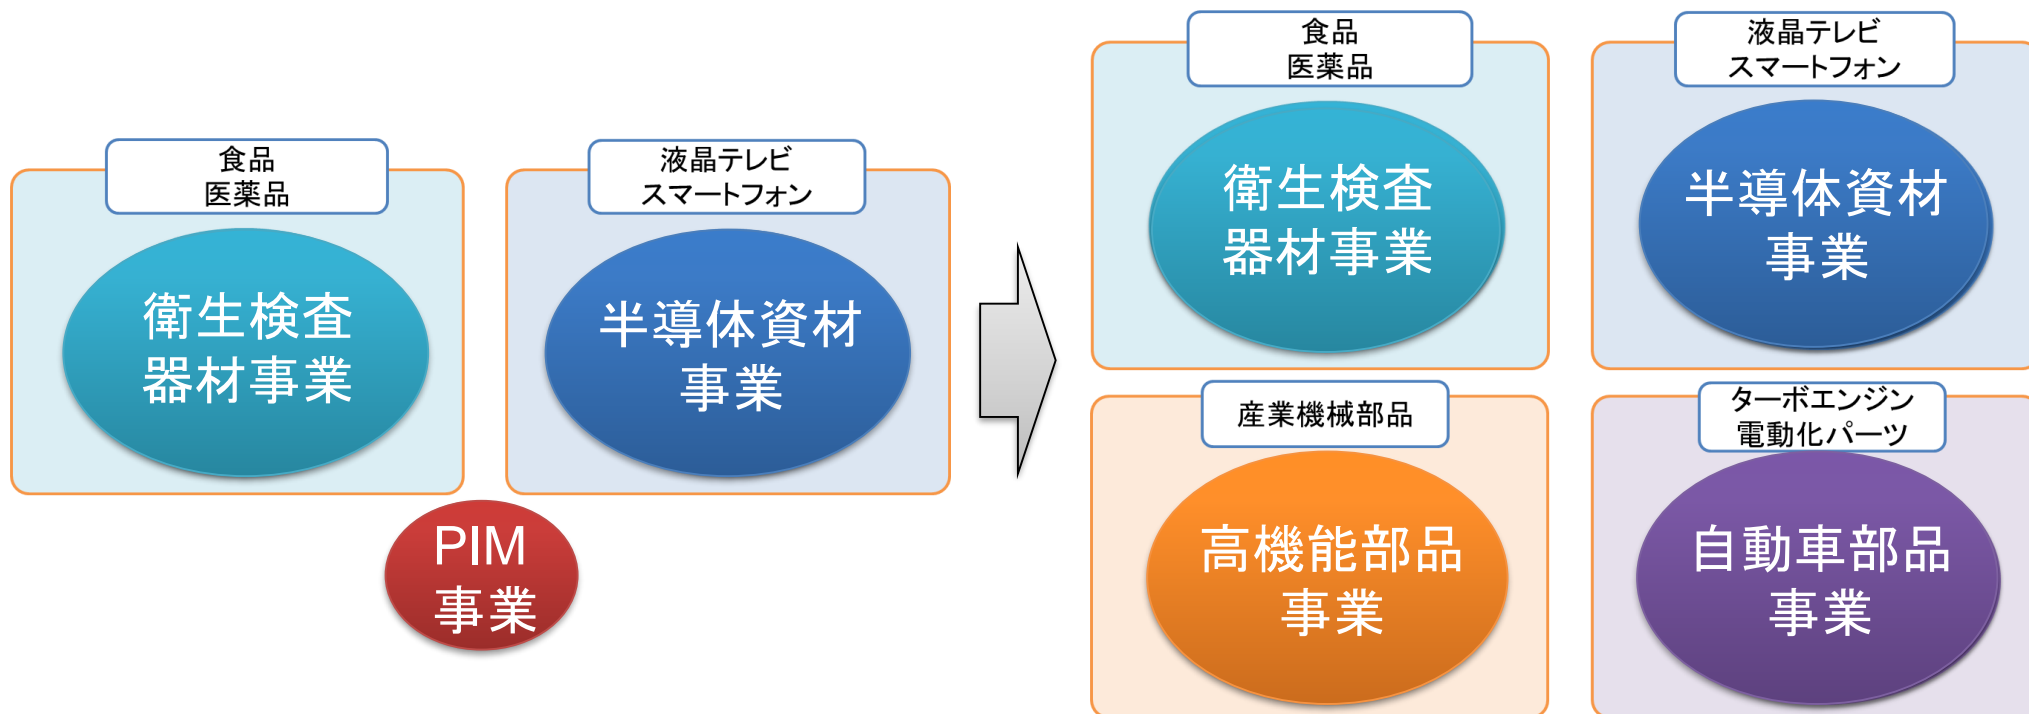 食品
医薬品
衛生検査
器材事業
液晶テレビ
スマートフォン
半導体資材
事業
PIM
事業
食品
医薬品
衛生検査
器材事業
液晶テレビ
スマートフォン
半導体資材
事業
産業機械部品
高機能部品
事業
ターボエンジン
電動化パーツ
自動車部品
事業